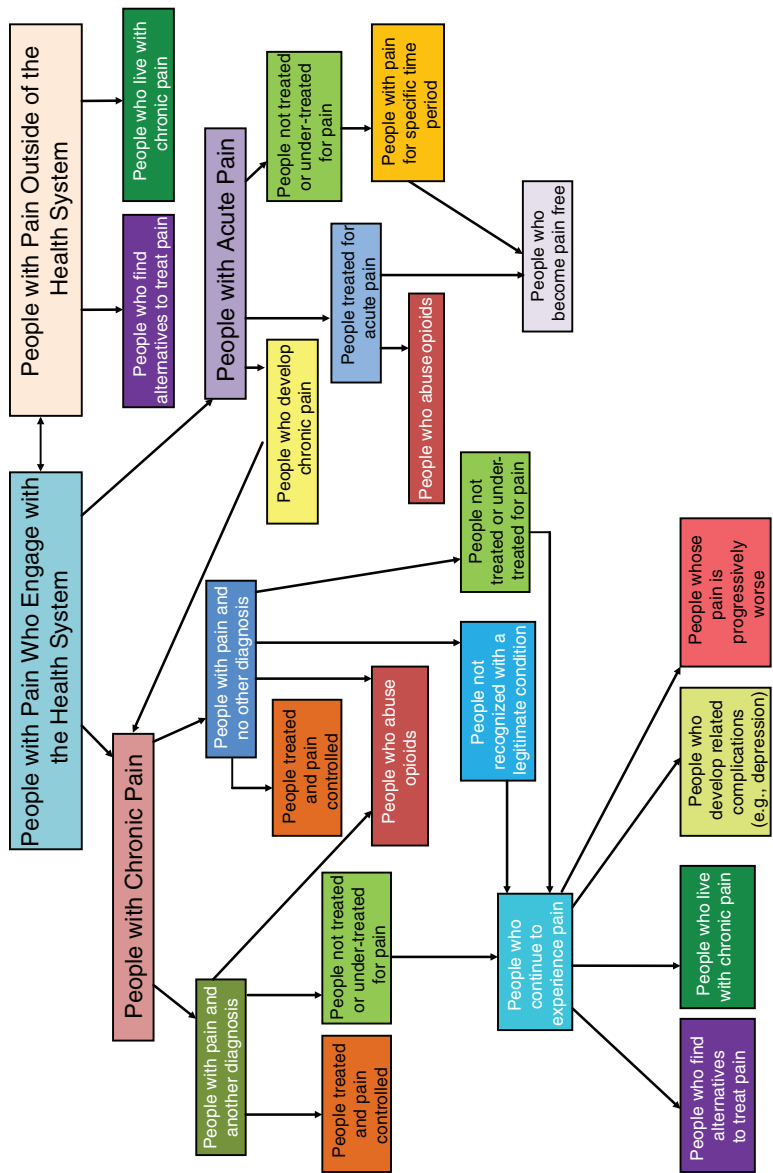 People with Pain Who Engage with
the Health System
People with Pain Outside of the
Health System
People who find
alternatives to treat pain
People who live with
chronic pain
People with Chronic Pain
People with Acute Pain
People with pain and
another diagnosis
People with pain and
no other diagnosis
People who develop
chronic pain
People treated for
acute pain
People not treated
or under-treated
for pain
People treated
and pain
controlled
People not treated
or under-treated
for pain
People treated
and pain controlled
People who abuse
opioids
People who abuse opioids
People with pain
for specific time
period
People not
recognized with a
legitimate condition
People not
treated or under-
treated for pain
People who
become pain free
People who
continue to
experience pain
People who find
alternatives
to treat pain
People who live
with chronic pain
People who
develop related
complications
(e.g., depression)
People whose
pain is
progressively
worse